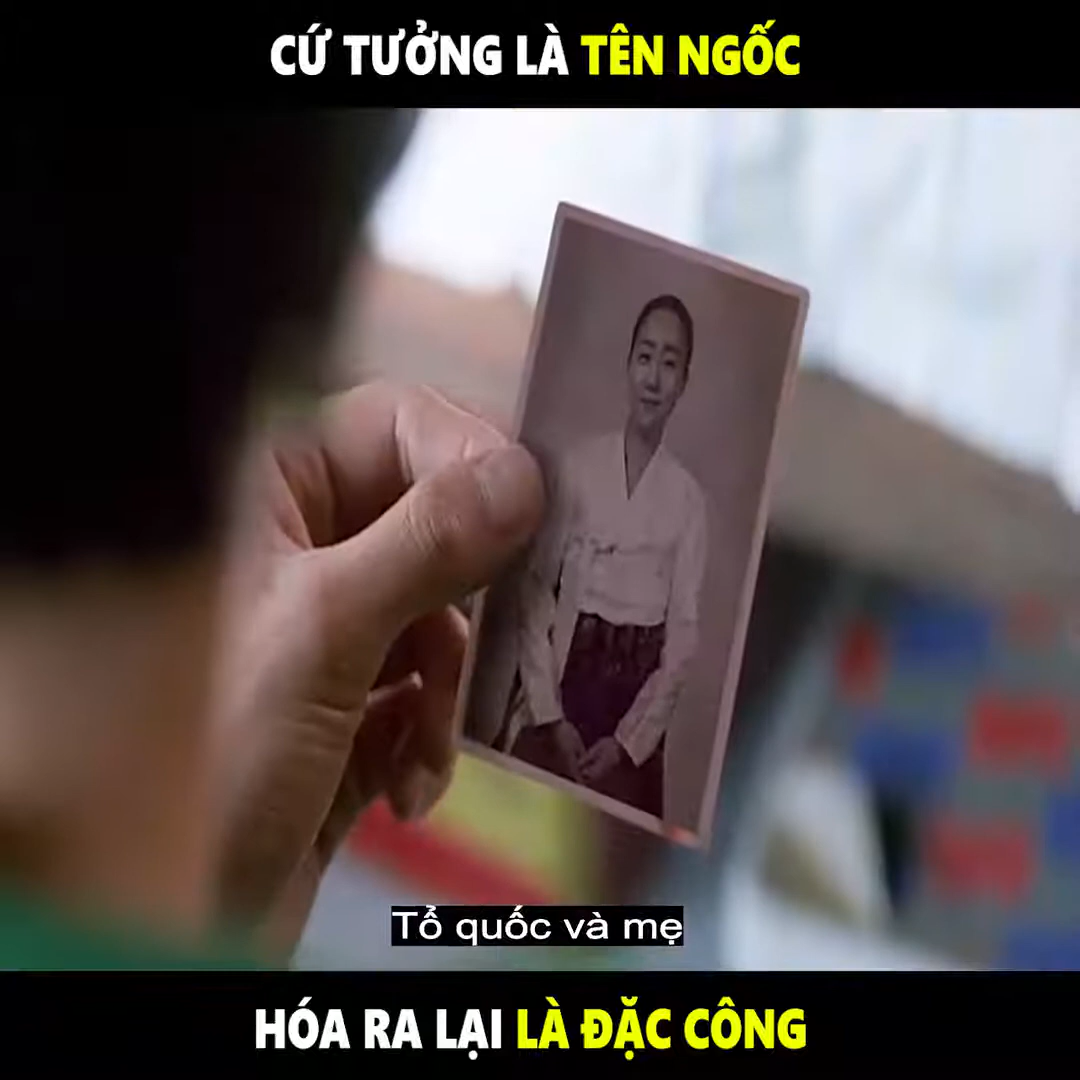 CỨ TƯỞNG LÀ TÊN NGỐC
Tổ quốc và mẹ
HÓA RA LẠI LÀ ĐẶC CÔNG